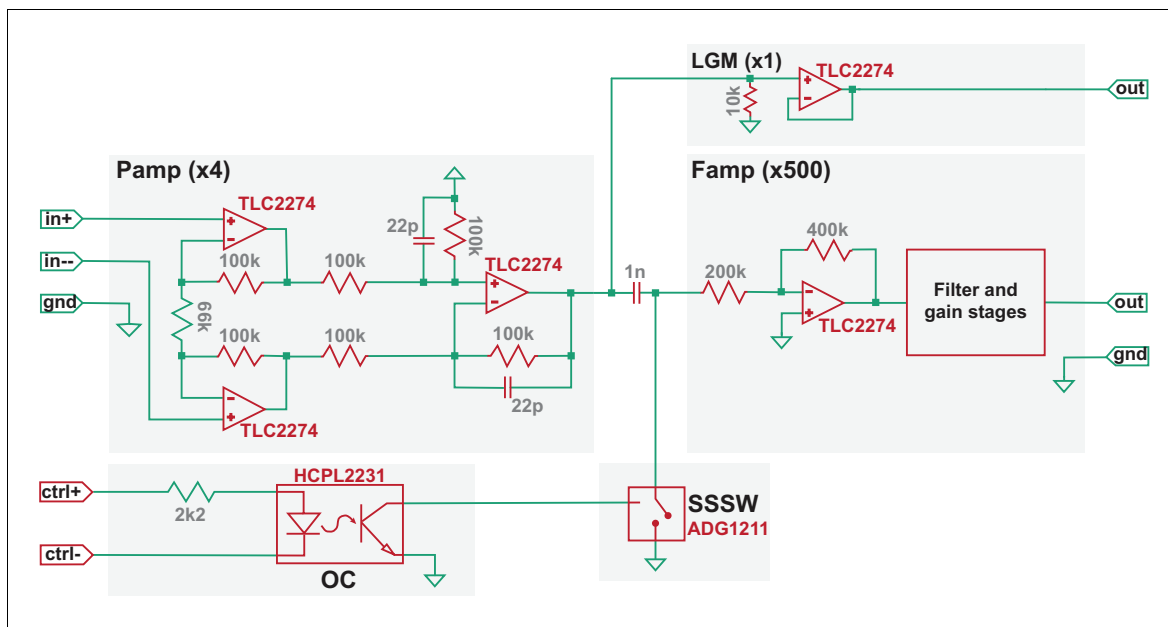 LGM (x1)
TLC2274
10k
out
Pamp (x4)
Famp (x500)
in+
TLC2274
22p
100k
400k
in--
100k
100k
TLC2274
1n
200k
gnd
66k
Filter and
gain stages
out
TLC2274
100k
100k
100k
gnd
22p
TLC2274
HCPL2231
ctrl+
2k2
SSSW
ADG1211
ctrl-
OC